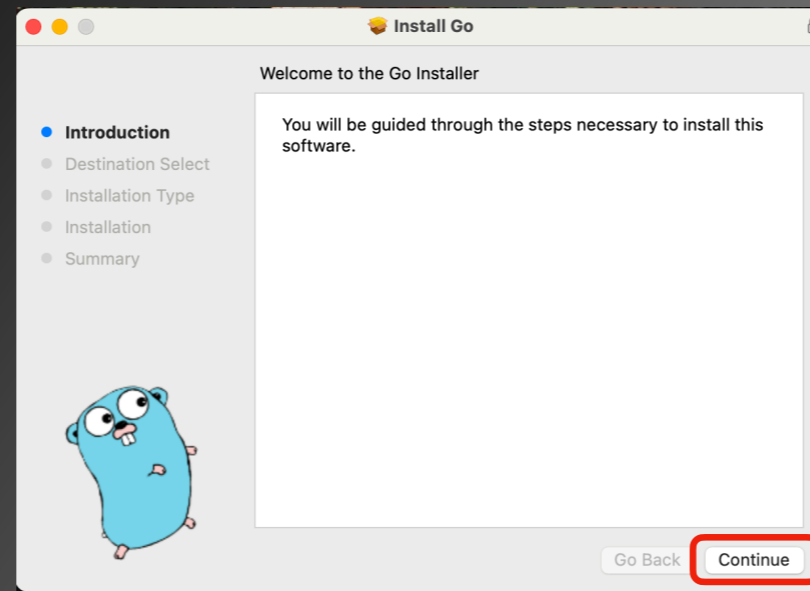 Install Go
Welcome to the Go Installer
Introduction
Destination Select
Installation Type
Installation
Summary
You will be guided through the steps necessary to install this
software.
Go Back
Continue